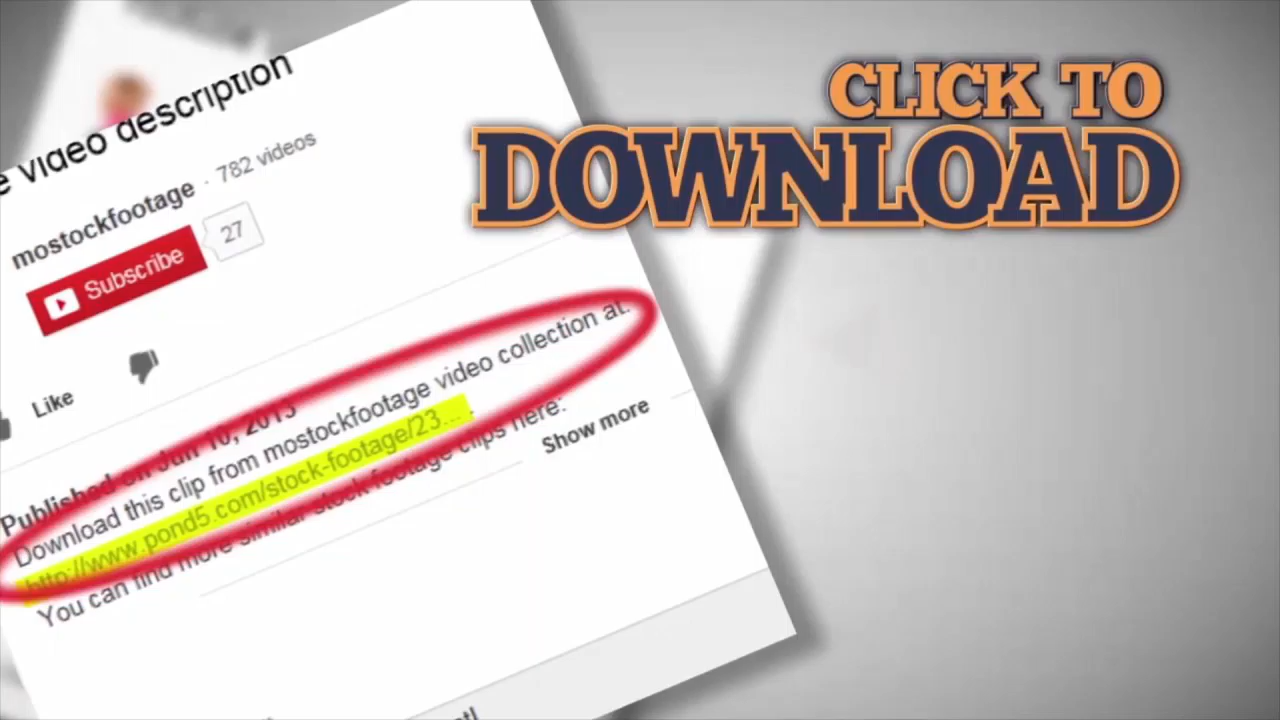 CLICK TO
DOWNLOAD
video description
mostockfootage · 782 videos
Subscribe 27
Like
Published on Jun 10, 2013
Download this clip from mostockfootage video collection at:
http://www.pond5.com/stock-footage/23... .
You can find more similar stock footage clips here:
Show more